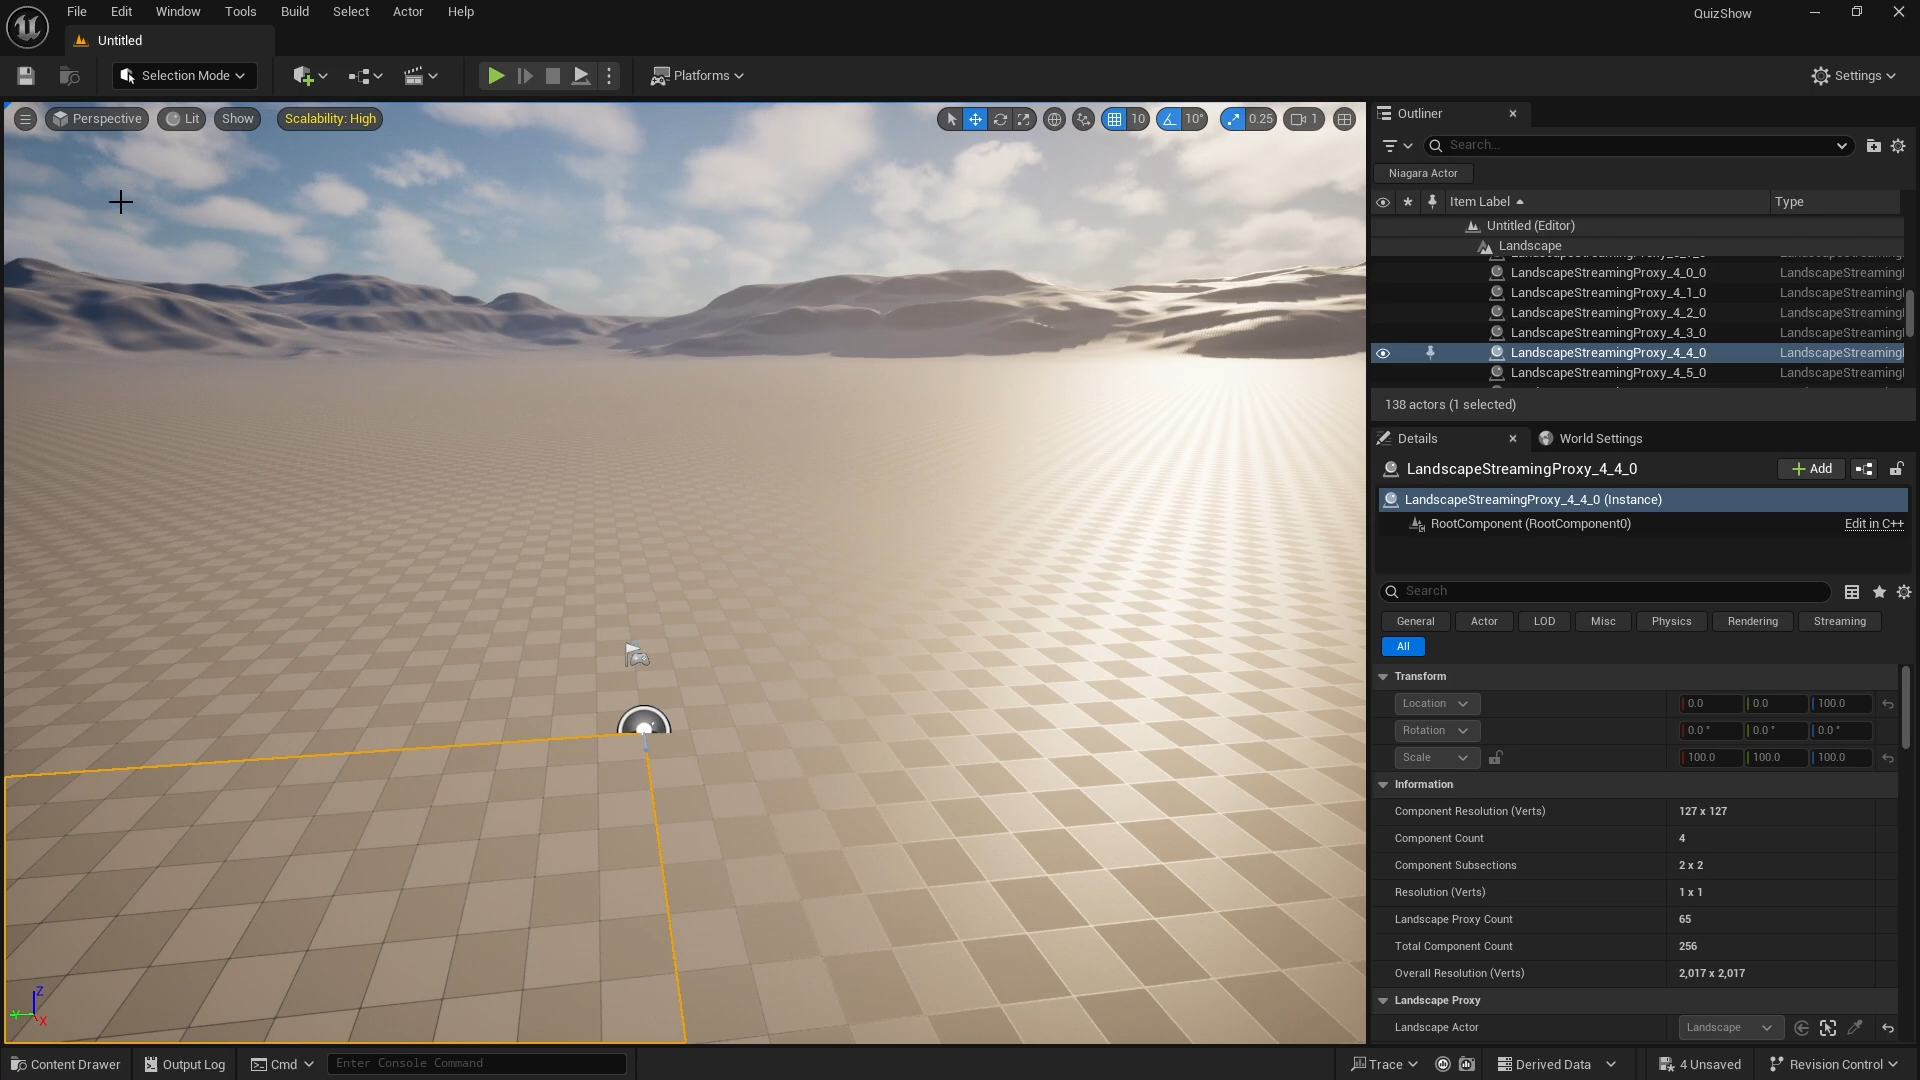 File Edit Window Tools Build Select Actor Help
QuizShow
Untitled
Selection Mode
Platforms
Settings
Perspective Lit Show Scalability: High
10 10° 0.25 1
Outliner
Search...
Niagara Actor
Item Label Type
Untitled (Editor)
Landscape
LandscapeStreamingProxy_4_0_0 LandscapeStreamingl
LandscapeStreamingProxy_4_1_0 LandscapeStreamingl
LandscapeStreamingProxy_4_2_0 LandscapeStreamingl
LandscapeStreamingProxy_4_3_0 LandscapeStreamingl
LandscapeStreamingProxy_4_4_0 LandscapeStreamingl
LandscapeStreamingProxy_4_5_0 LandscapeStreamingl
138 actors (1 selected)
Details World Settings
LandscapeStreamingProxy_4_4_0 Add
LandscapeStreamingProxy_4_4_0 (Instance)
RootComponent (RootComponent0) Edit in C++
Search
General Actor LOD Misc Physics Rendering Streaming
All
Transform
Location 0.0 0.0 100.0
Rotation 0.0 ° 0.0 ° 0.0 °
Scale 100.0 100.0 100.0
Information
Component Resolution (Verts) 127 x 127
Component Count 4
Component Subsections 2 x 2
Resolution (Verts) 1 x 1
Landscape Proxy Count 65
Total Component Count 256
Overall Resolution (Verts) 2,017 x 2,017
Landscape Proxy
Landscape Actor Landscape
Z
Y
X
Content Drawer Output Log Cmd Enter Console Command Trace Derived Data 4 Unsaved Revision Control